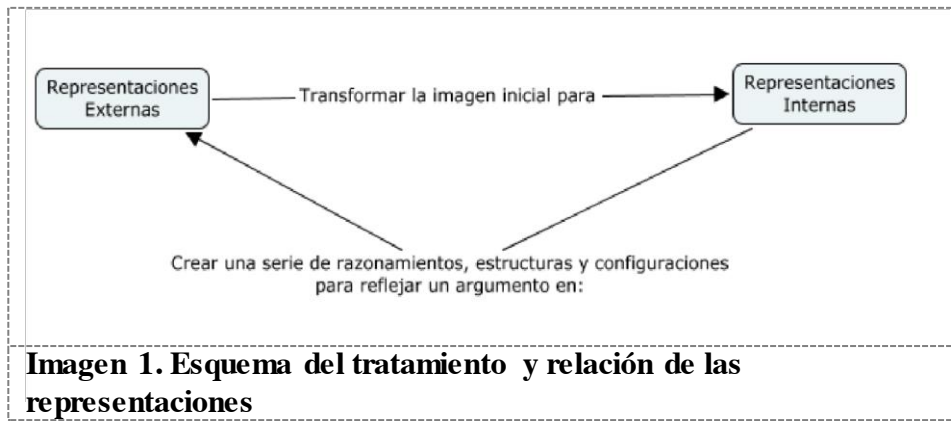 Representaciones
Externas
Transformar la imagen inicial para
Representaciones
Internas
Crear una serie de razonamientos, estructuras y configuraciones
para reflejar un argumento en:
Imagen 1. Esquema del tratamiento y relación de las
representaciones